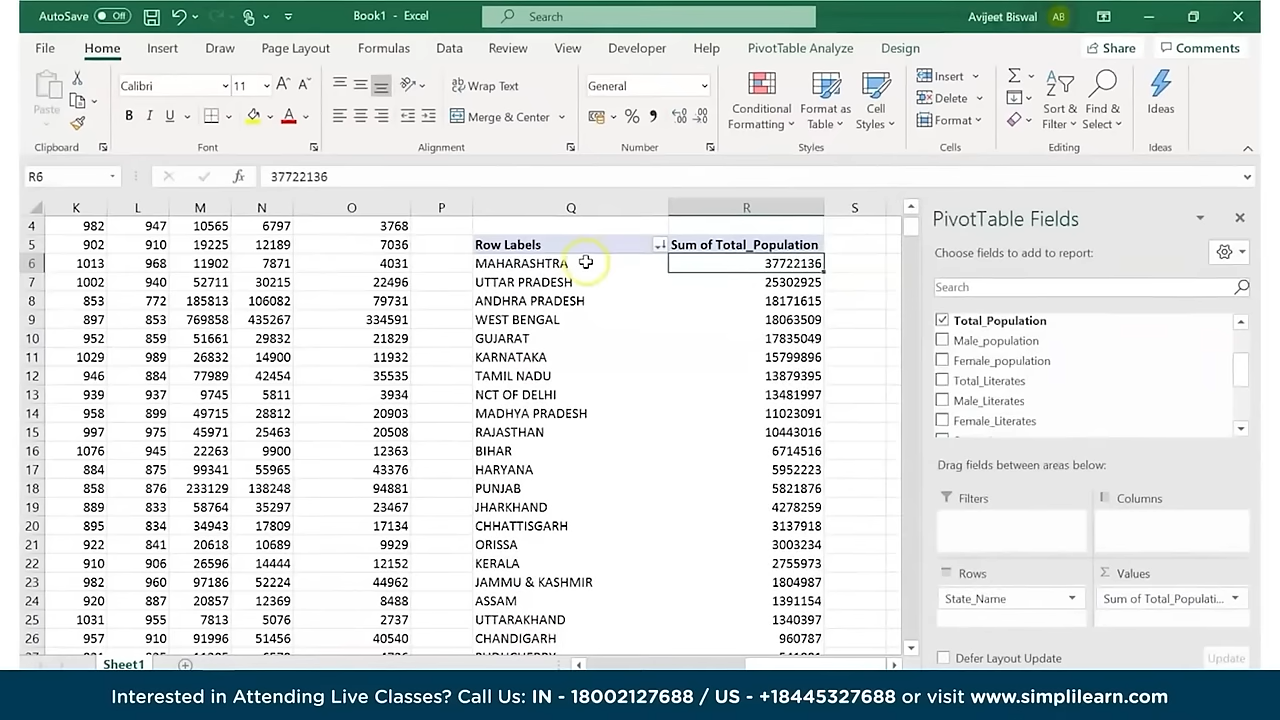 AutoSave Off Book1 - Excel Search Avijeet Biswal AB
File Home Insert Draw Page Layout Formulas Data Review View Developer Help PivotTable Analyze Design Share Comments
Paste Calibri 11 Wrap Text General Conditional Formatting Format as Table Cell Styles Insert Sort & Filter Find & Select Ideas
Delete
B I U Merge & Center Format
Clipboard Font Alignment Number Styles Cells Editing Ideas
R6 fx 37722136
K L M N O P Q R S
4 982 947 10565 6797 3768
5 902 910 19225 12189 7036 Row Labels Sum of Total_Population
6 1013 968 11902 7871 4031 MAHARASHTRA 37722136
7 1002 940 52711 30215 22496 UTTAR PRADESH 25302925
8 853 772 185813 106082 79731 ANDHRA PRADESH 18171615
9 897 853 769858 435267 334591 WEST BENGAL 18063509
10 952 859 51661 29832 21829 GUJARAT 17835049
11 1029 989 26832 14900 11932 KARNATAKA 15799896
12 946 884 77989 42454 35535 TAMIL NADU 13879395
13 939 937 9745 5811 3934 NCT OF DELHI 13481997
14 958 899 49715 28812 20903 MADHYA PRADESH 11023091
15 997 975 45971 25463 20508 RAJASTHAN 10443016
16 1076 945 22263 9900 12363 BIHAR 6714516
17 884 875 99341 55965 43376 HARYANA 5952223
18 858 876 233129 138248 94881 PUNJAB 5821876
19 889 833 58764 35297 23467 JHARKHAND 4278259
20 895 834 34943 17809 17134 CHHATTISGARH 3137918
21 922 841 20618 10689 9929 ORISSA 3003234
22 910 906 26596 14444 12152 KERALA 2755973
23 982 960 97186 52224 44962 JAMMU & KASHMIR 1804987
24 920 887 20857 12369 8488 ASSAM 1391154
25 1031 955 7813 5076 2737 UTTARAKHAND 1340397
26 957 910 91996 51456 40540 CHANDIGARH 960787
Sheet1
PivotTable Fields
Choose fields to add to report:
Search
Total_Population
Male_population
Female_population
Total_Literates
Male_Literates
Female_Literates
Drag fields between areas below:
Filters Columns
Rows Σ Values
State_Name Sum of Total_Populati...
Defer Layout Update Update
Interested in Attending Live Classes? Call Us: IN - 18002127688 / US - +18445327688 or visit www.simplilearn.com